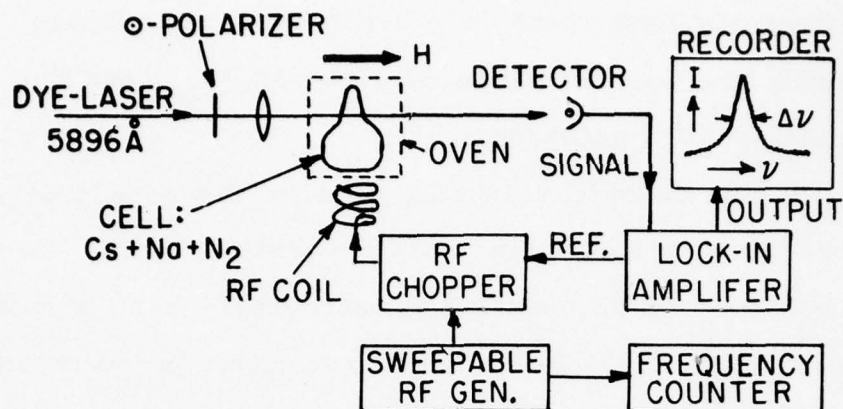 σ-POLARIZER
H
RECORDER
I
Δν
ν
DYE-LASER
5896Å
DETECTOR
OVEN
SIGNAL
CELL:
Cs+Na+N₂
RF COIL
OUTPUT
RF
CHOPPER
REF.
LOCK-IN
AMPLIFER
SWEEPABLE
RF GEN.
FREQUENCY
COUNTER